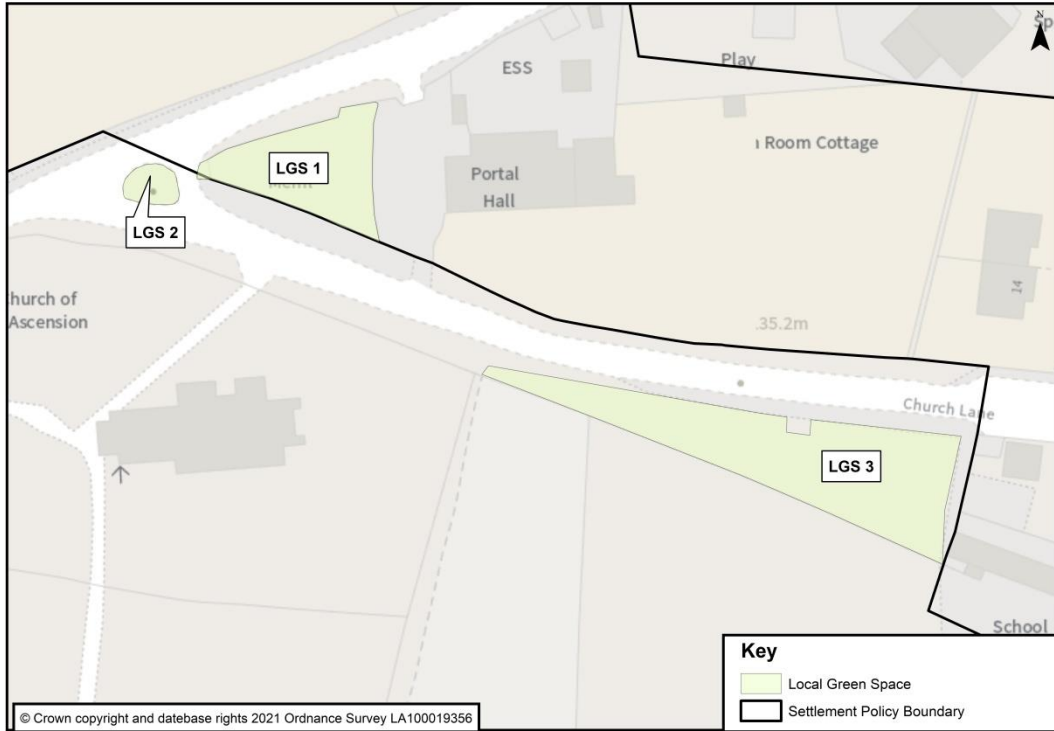 N
Sp
ESS
Play
LGS 1
Room Cottage
Portal
Hall
LGS 2
hurch of
Ascension
14
35.2m
Church Lane
LGS 3
School
Key
Local Green Space
Settlement Policy Boundary
© Crown copyright and datebase rights 2021 Ordnance Survey LA100019356